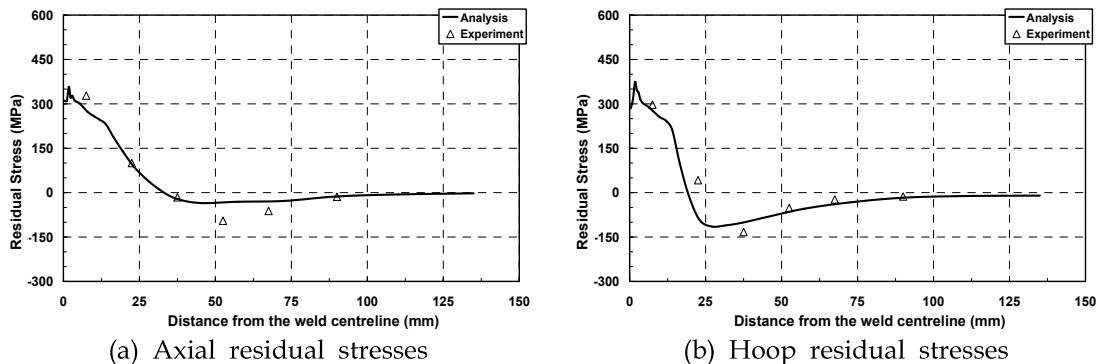 600
450
300
150
0
-150
-300
Residual Stress (MPa)
Analysis
Experiment
0 25 50 75 100 125 150
Distance from the weld centreline (mm)
(a) Axial residual stresses
600
450
300
150
0
-150
-300
Residual Stress (MPa)
Analysis
Experiment
0 25 50 75 100 125 150
Distance from the weld centreline (mm)
(b) Hoop residual stresses